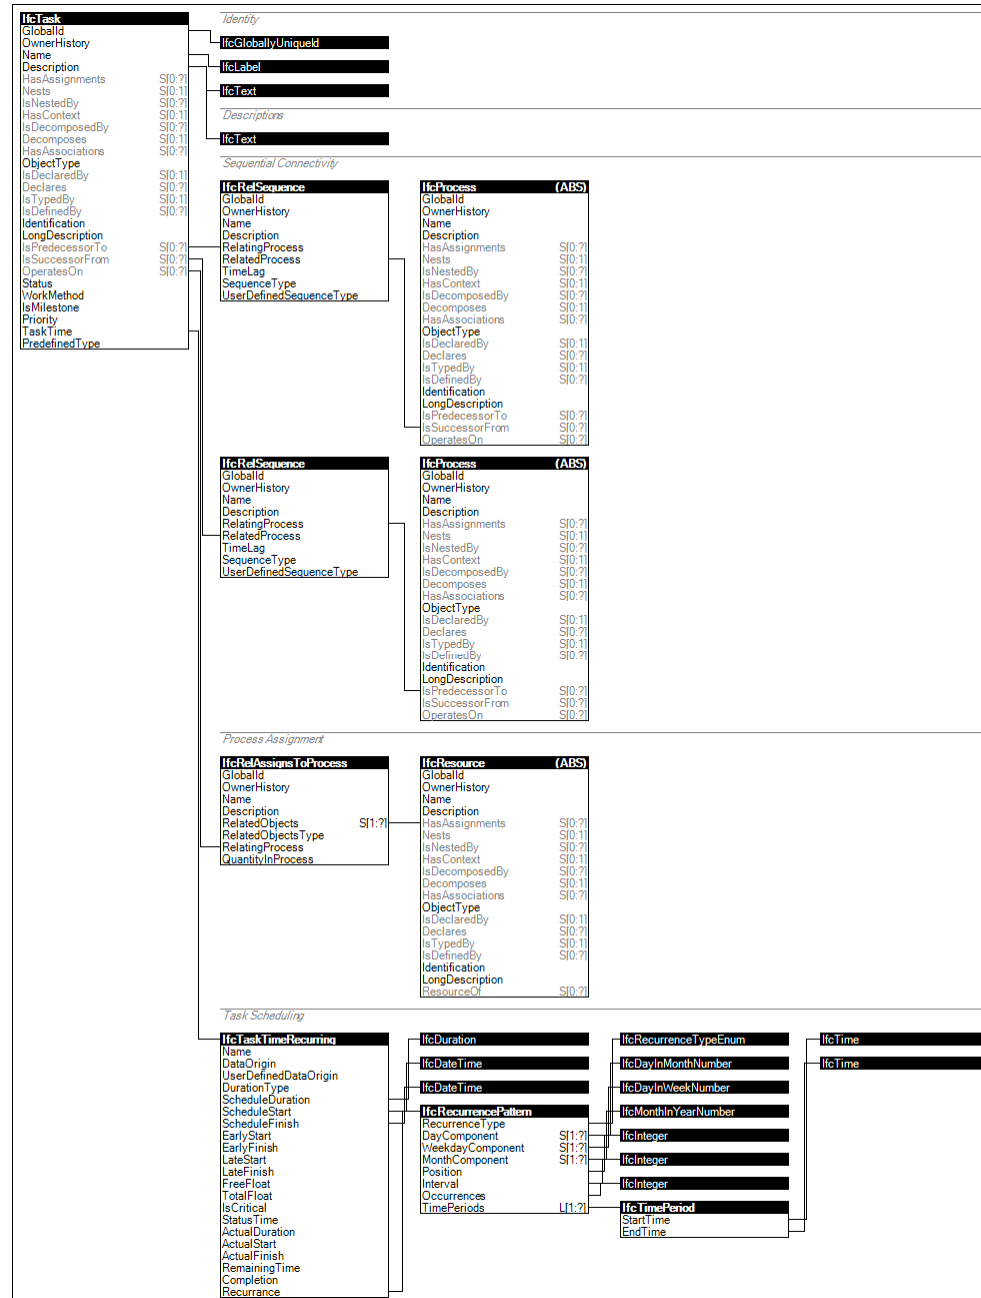 IfcTask
GlobalId
OwnerHistory
Name
Description
HasAssignments S[0:?]
Nests S[0:1]
IsNestedBy S[0:?]
HasContext S[0:1]
IsDecomposedBy S[0:?]
Decomposes S[0:1]
HasAssociations S[0:?]
ObjectType
IsDeclaredBy S[0:1]
Declares S[0:?]
IsTypedBy S[0:1]
IsDefinedBy S[0:?]
Identification
LongDescription
IsPredecessorTo S[0:?]
IsSuccessorFrom S[0:?]
OperatesOn S[0:?]
Status
WorkMethod
IsMilestone
Priority
TaskTime
PredefinedType
Identity
IfcGloballyUniqueId
IfcLabel
IfcText
Descriptions
IfcText
Sequential Connectivity
IfcRelSequence
GlobalId
OwnerHistory
Name
Description
RelatingProcess
RelatedProcess
TimeLag
SequenceType
UserDefinedSequenceType
IfcProcess (ABS)
GlobalId
OwnerHistory
Name
Description
HasAssignments S[0:?]
Nests S[0:1]
IsNestedBy S[0:?]
HasContext S[0:1]
IsDecomposedBy S[0:?]
Decomposes S[0:1]
HasAssociations S[0:?]
ObjectType
IsDeclaredBy S[0:1]
Declares S[0:?]
IsTypedBy S[0:1]
IsDefinedBy S[0:?]
Identification
LongDescription
IsPredecessorTo S[0:?]
IsSuccessorFrom S[0:?]
OperatesOn S[0:?]
IfcRelSequence
GlobalId
OwnerHistory
Name
Description
RelatingProcess
RelatedProcess
TimeLag
SequenceType
UserDefinedSequenceType
IfcProcess (ABS)
GlobalId
OwnerHistory
Name
Description
HasAssignments S[0:?]
Nests S[0:1]
IsNestedBy S[0:?]
HasContext S[0:1]
IsDecomposedBy S[0:?]
Decomposes S[0:1]
HasAssociations S[0:?]
ObjectType
IsDeclaredBy S[0:1]
Declares S[0:?]
IsTypedBy S[0:1]
IsDefinedBy S[0:?]
Identification
LongDescription
IsPredecessorTo S[0:?]
IsSuccessorFrom S[0:?]
OperatesOn S[0:?]
Process Assignment
IfcRelAssignsToProcess
GlobalId
OwnerHistory
Name
Description
RelatedObjects S[1:?]
RelatedObjectsType
RelatingProcess
QuantityInProcess
IfcResource (ABS)
GlobalId
OwnerHistory
Name
Description
HasAssignments S[0:?]
Nests S[0:1]
IsNestedBy S[0:?]
HasContext S[0:1]
IsDecomposedBy S[0:?]
Decomposes S[0:1]
HasAssociations S[0:?]
ObjectType
IsDeclaredBy S[0:1]
Declares S[0:?]
IsTypedBy S[0:1]
IsDefinedBy S[0:?]
Identification
LongDescription
ResourceOf S[0:?]
Task Scheduling
IfcTaskTimeRecurring
Name
DataOrigin
UserDefinedDataOrigin
DurationType
ScheduleDuration
ScheduleStart
ScheduleFinish
EarlyStart
EarlyFinish
LateStart
LateFinish
FreeFloat
TotalFloat
IsCritical
StatusTime
ActualDuration
ActualStart
ActualFinish
RemainingTime
Completion
Recurrance
IfcDuration
IfcDateTime
IfcDateTime
IfcRecurrencePattern
RecurrenceType
DayComponent S[1:?]
WeekdayComponent S[1:?]
MonthComponent S[1:?]
Position
Interval
Occurrences
TimePeriods L[1:?]
IfcRecurrenceTypeEnum
IfcDayInMonthNumber
IfcDayInWeekNumber
IfcMonthInYearNumber
IfcInteger
IfcInteger
IfcInteger
IfcTimePeriod
StartTime
EndTime
IfcTime
IfcTime